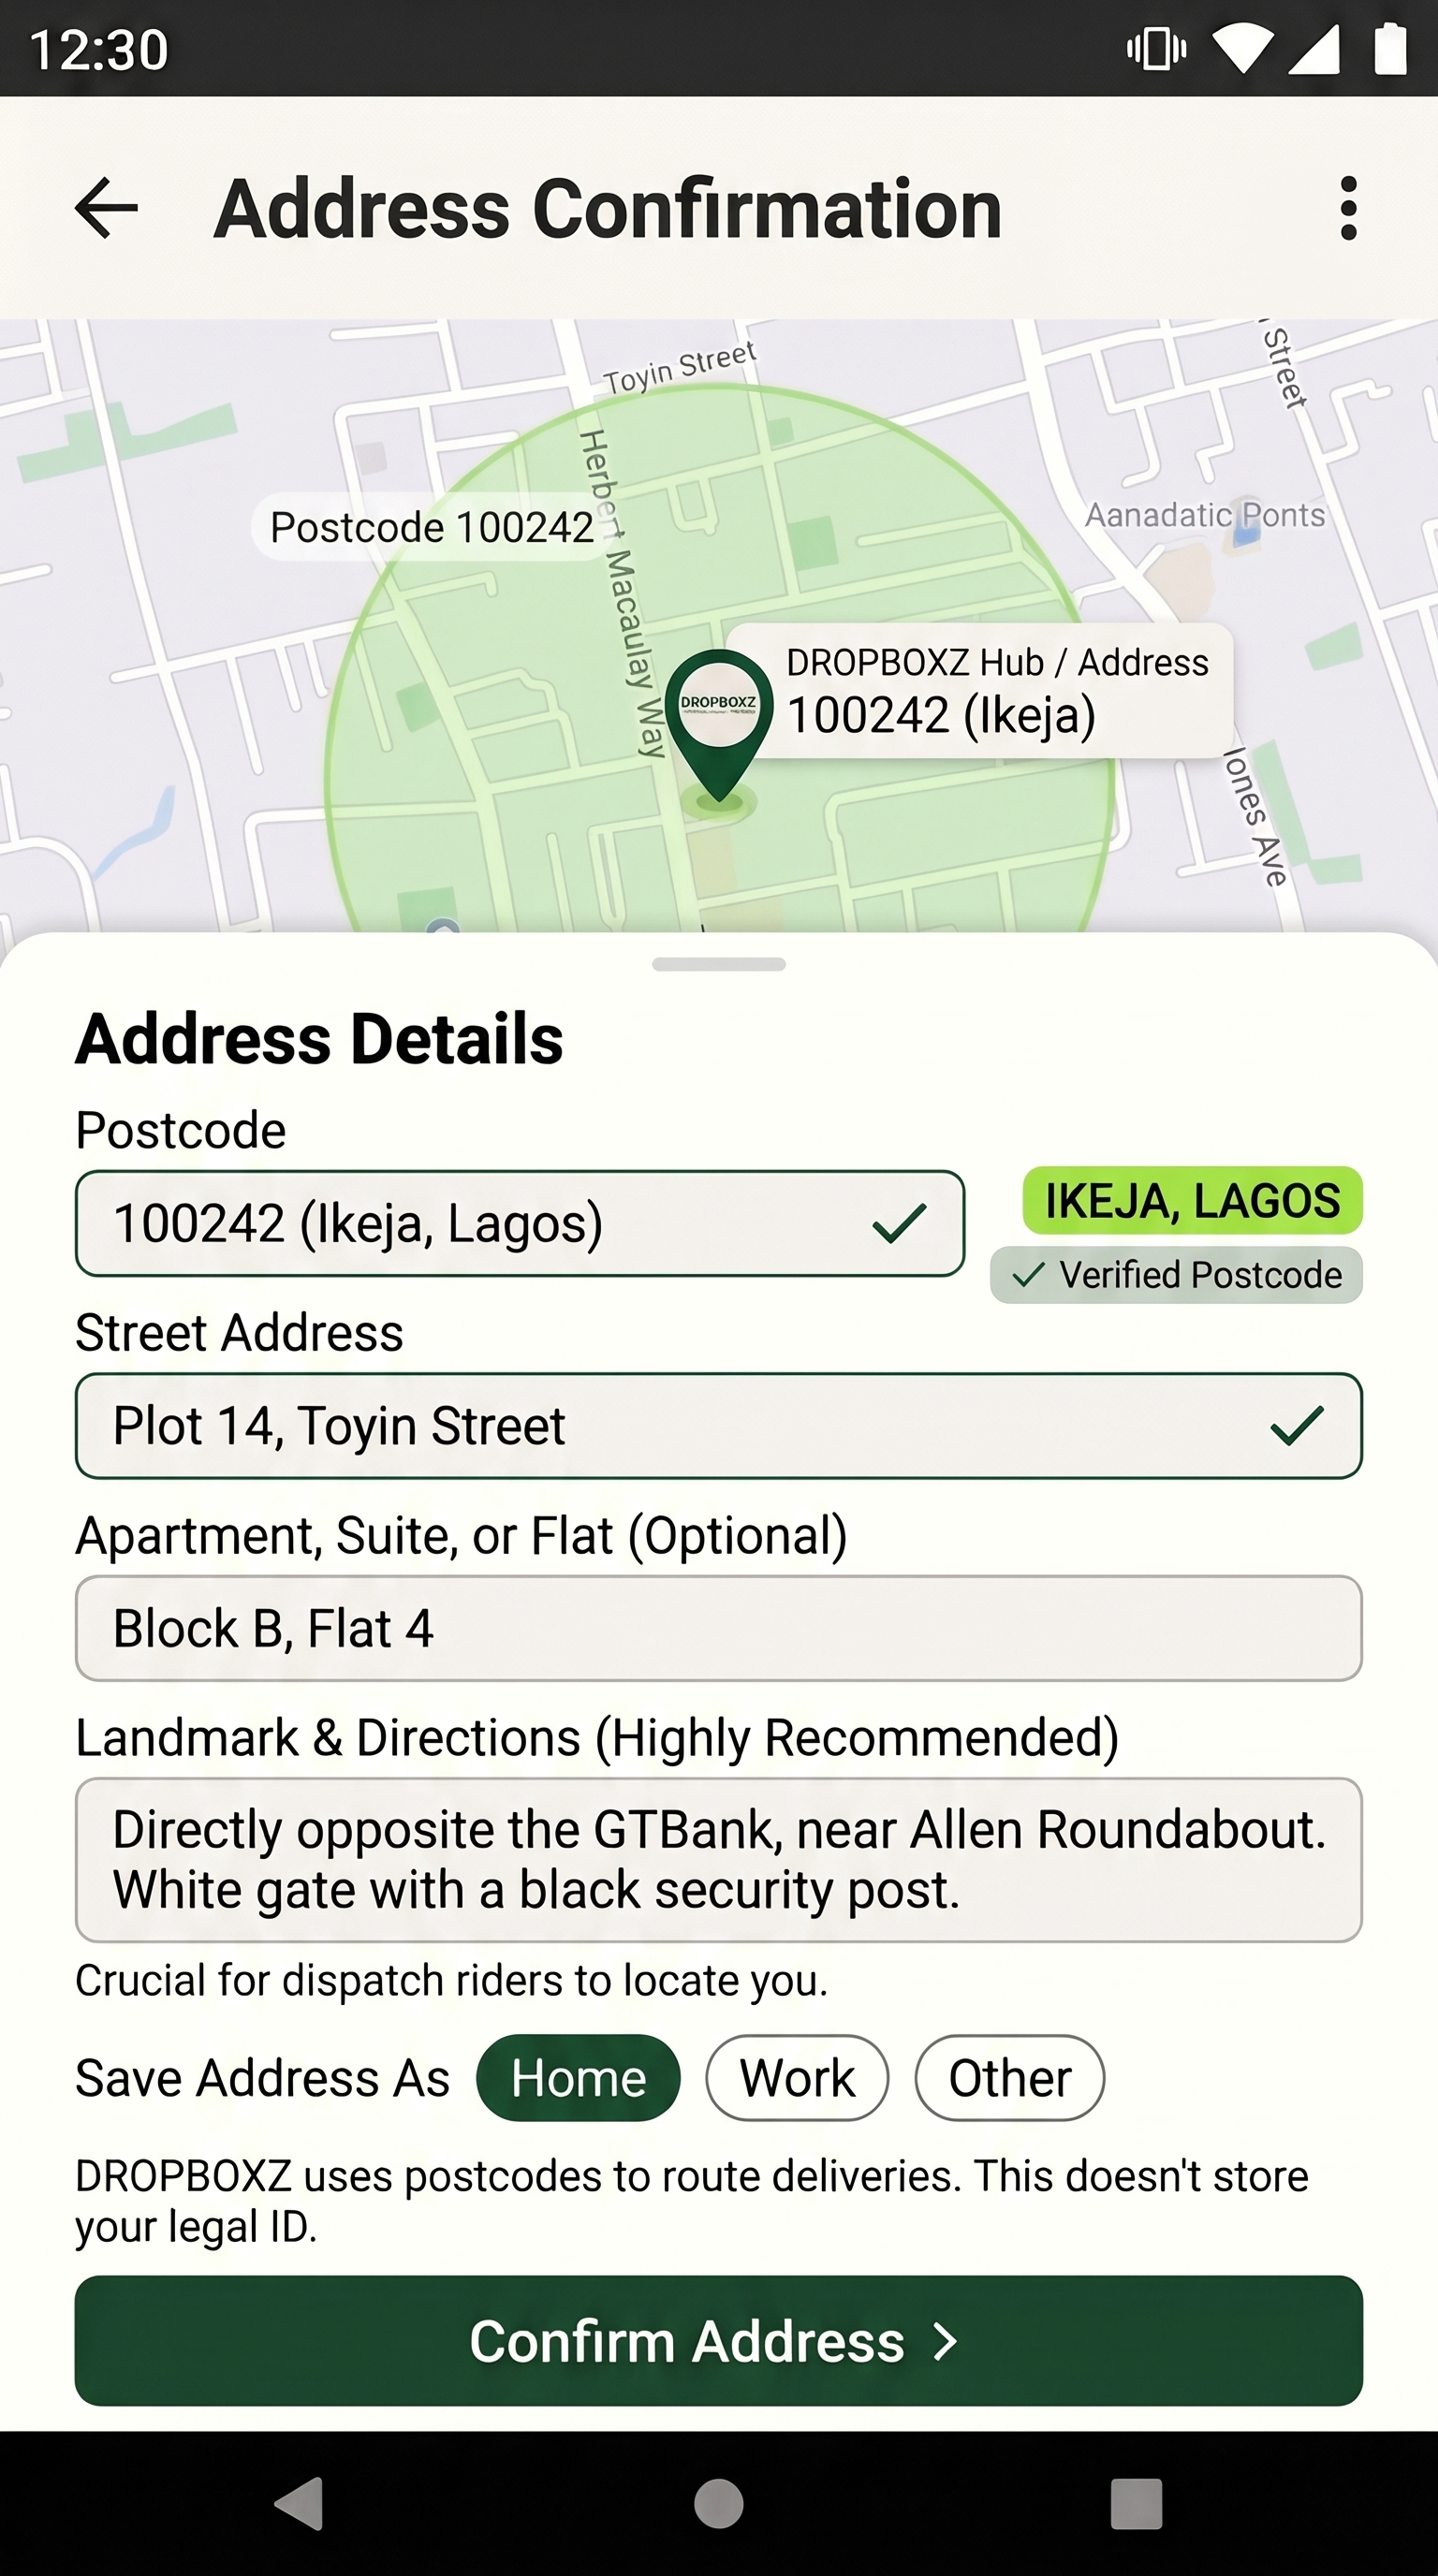 12:30
Address Confirmation
Toyin Street
Street
Herbert Macaulay Way
Postcode 100242
Aanadatic Ponts
DROPBOXZ
DROPBOXZ Hub / Address
100242 (Ikeja)
Jones Ave
Address Details
Postcode
100242 (Ikeja, Lagos)
IKEJA, LAGOS
Verified Postcode
Street Address
Plot 14, Toyin Street
Apartment, Suite, or Flat (Optional)
Block B, Flat 4
Landmark & Directions (Highly Recommended)
Directly opposite the GTBank, near Allen Roundabout.
White gate with a black security post.
Crucial for dispatch riders to locate you.
Save Address As
Home
Work
Other
DROPBOXZ uses postcodes to route deliveries. This doesn't store
your legal ID.
Confirm Address